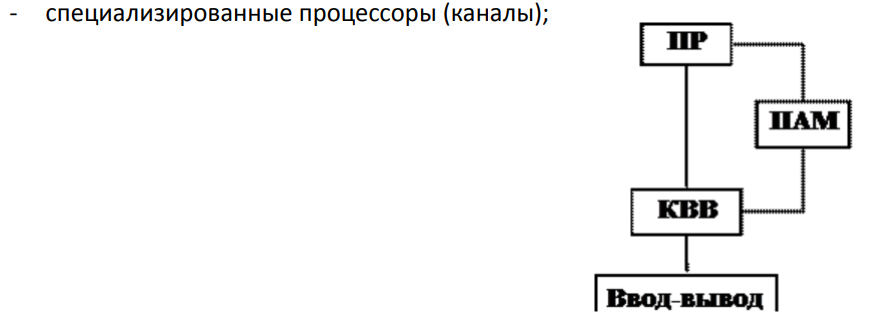 - специализированные процессоры (каналы);
ПР
ПАМ
КВВ
Ввод-вывод